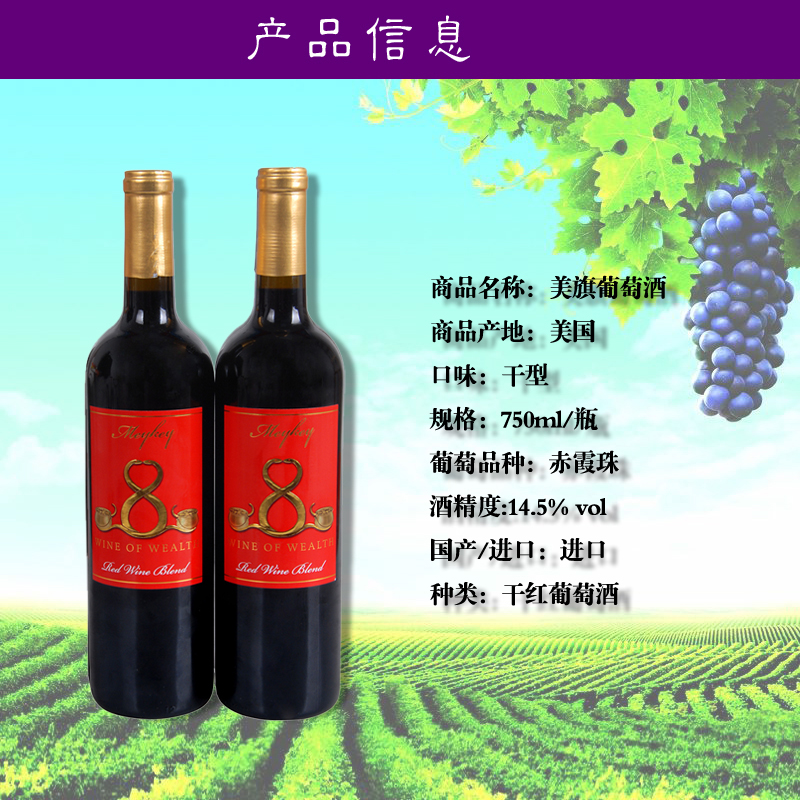 产品信息
商品名称：美旗葡萄酒
商品产地：美国
口味：干型
规格：750ml/瓶
葡萄品种：赤霞珠
酒精度:14.5% vol
国产/进口：进口
种类：干红葡萄酒
8
WINE OF WEALTH
Red Wine Blend
8
WINE OF WEALTH
Red Wine Blend